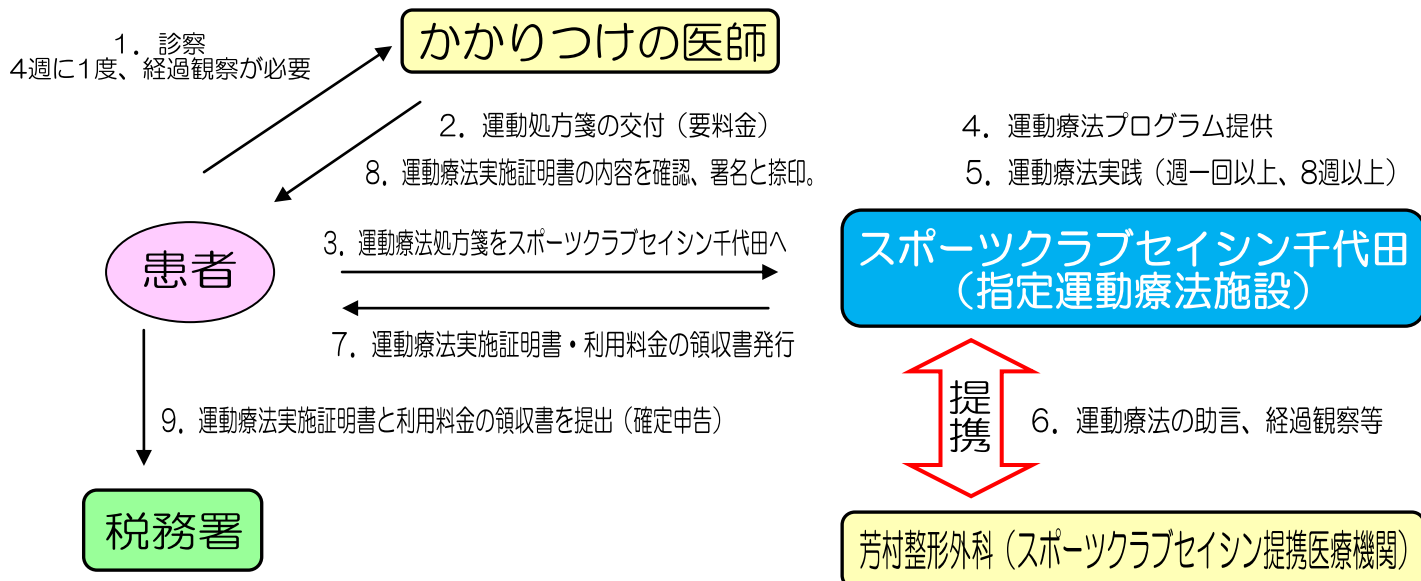 かかりつけの医師
1．診察
4週に1度、経過観察が必要
2．運動処方箋の交付（要料金）
8．運動療法実施証明書の内容を確認、署名と捺印。
4．運動療法プログラム提供
5．運動療法実践（週一回以上、8週以上）
患者
3．運動療法処方箋をスポーツクラブセイシン千代田へ
スポーツクラブセイシン千代田
（指定運動療法施設）
7．運動療法実施証明書・利用料金の領収書発行
9．運動療法実施証明書と利用料金の領収書を提出（確定申告）
提携
6．運動療法の助言、経過観察等
税務署
芳村整形外科（スポーツクラブセイシン提携医療機関）